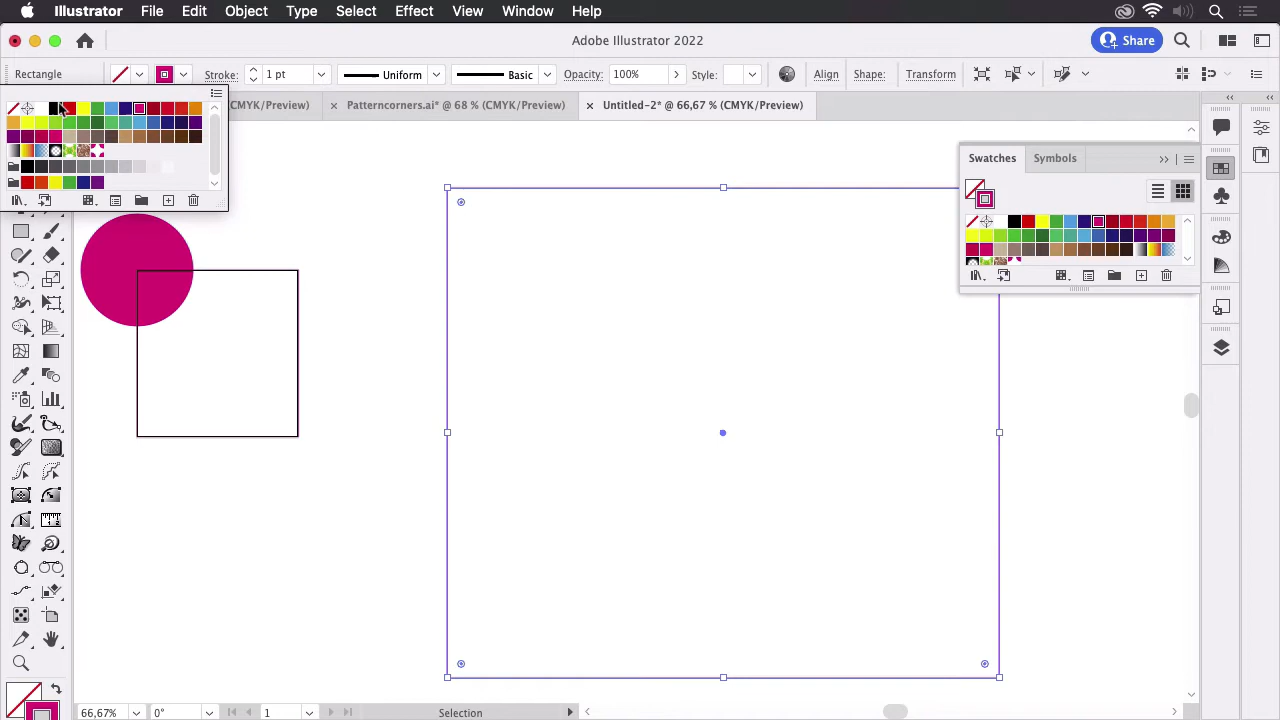 Illustrator File Edit Object Type Select Effect View Window Help
Adobe Illustrator 2022
Share
Rectangle Stroke: 1 pt Uniform Basic Opacity: 100% Style: Align Shape: Transform
CMYK/Preview) × Patterncorners.ai* @ 68 % (CMYK/Preview) × Untitled-2* @ 66,67 % (CMYK/Preview)
Swatches Symbols
66,67% 0° 1 Selection